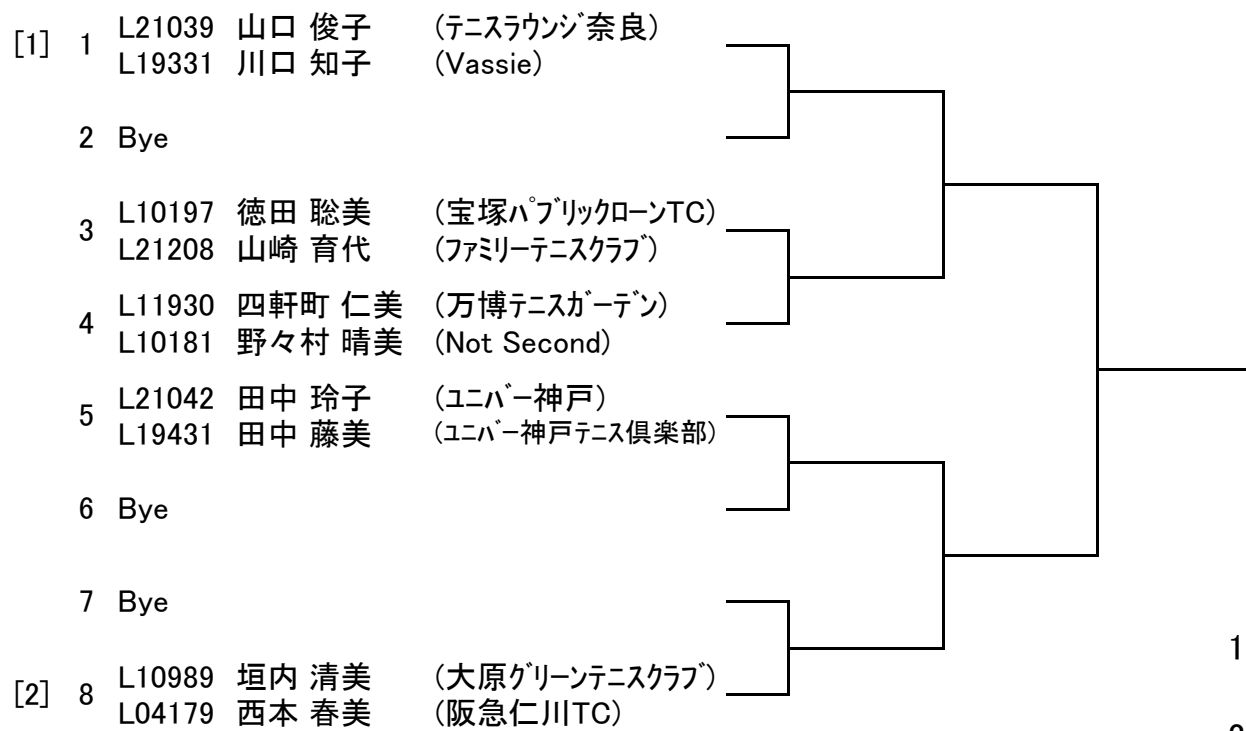 [1] 1 L21039 山口 俊子 (ﾃﾆｽﾗｳﾝｼﾞ奈良)
L19331 川口 知子 (Vassie)
2 Bye
3 L10197 徳田 聡美 (宝塚ﾊﾟﾌﾞﾘｯｸﾛｰﾝTC)
L21208 山崎 育代 (ﾌｧﾐﾘｰﾃﾆｽｸﾗﾌﾞ)
4 L11930 四軒町 仁美 (万博ﾃﾆｽｶﾞｰﾃﾞﾝ)
L10181 野々村 晴美 (Not Second)
5 L21042 田中 玲子 (ﾕﾆﾊﾞｰ神戸)
L19431 田中 藤美 (ﾕﾆﾊﾞｰ神戸ﾃﾆｽ倶楽部)
6 Bye
7 Bye
1
[2] 8 L10989 垣内 清美 (大原ｸﾞﾘｰﾝﾃﾆｽｸﾗﾌﾞ)
L04179 西本 春美 (阪急仁川TC)